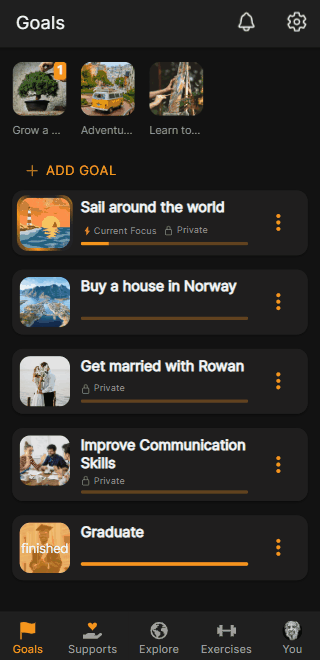 Goals
1
Grow a ...
Adventu...
Learn to...
+ ADD GOAL
Sail around the world
Current Focus Private
Buy a house in Norway
Get married with Rowan
Private
Improve Communication
Skills
Private
Graduate
finished
Goals Supports Explore Exercises You